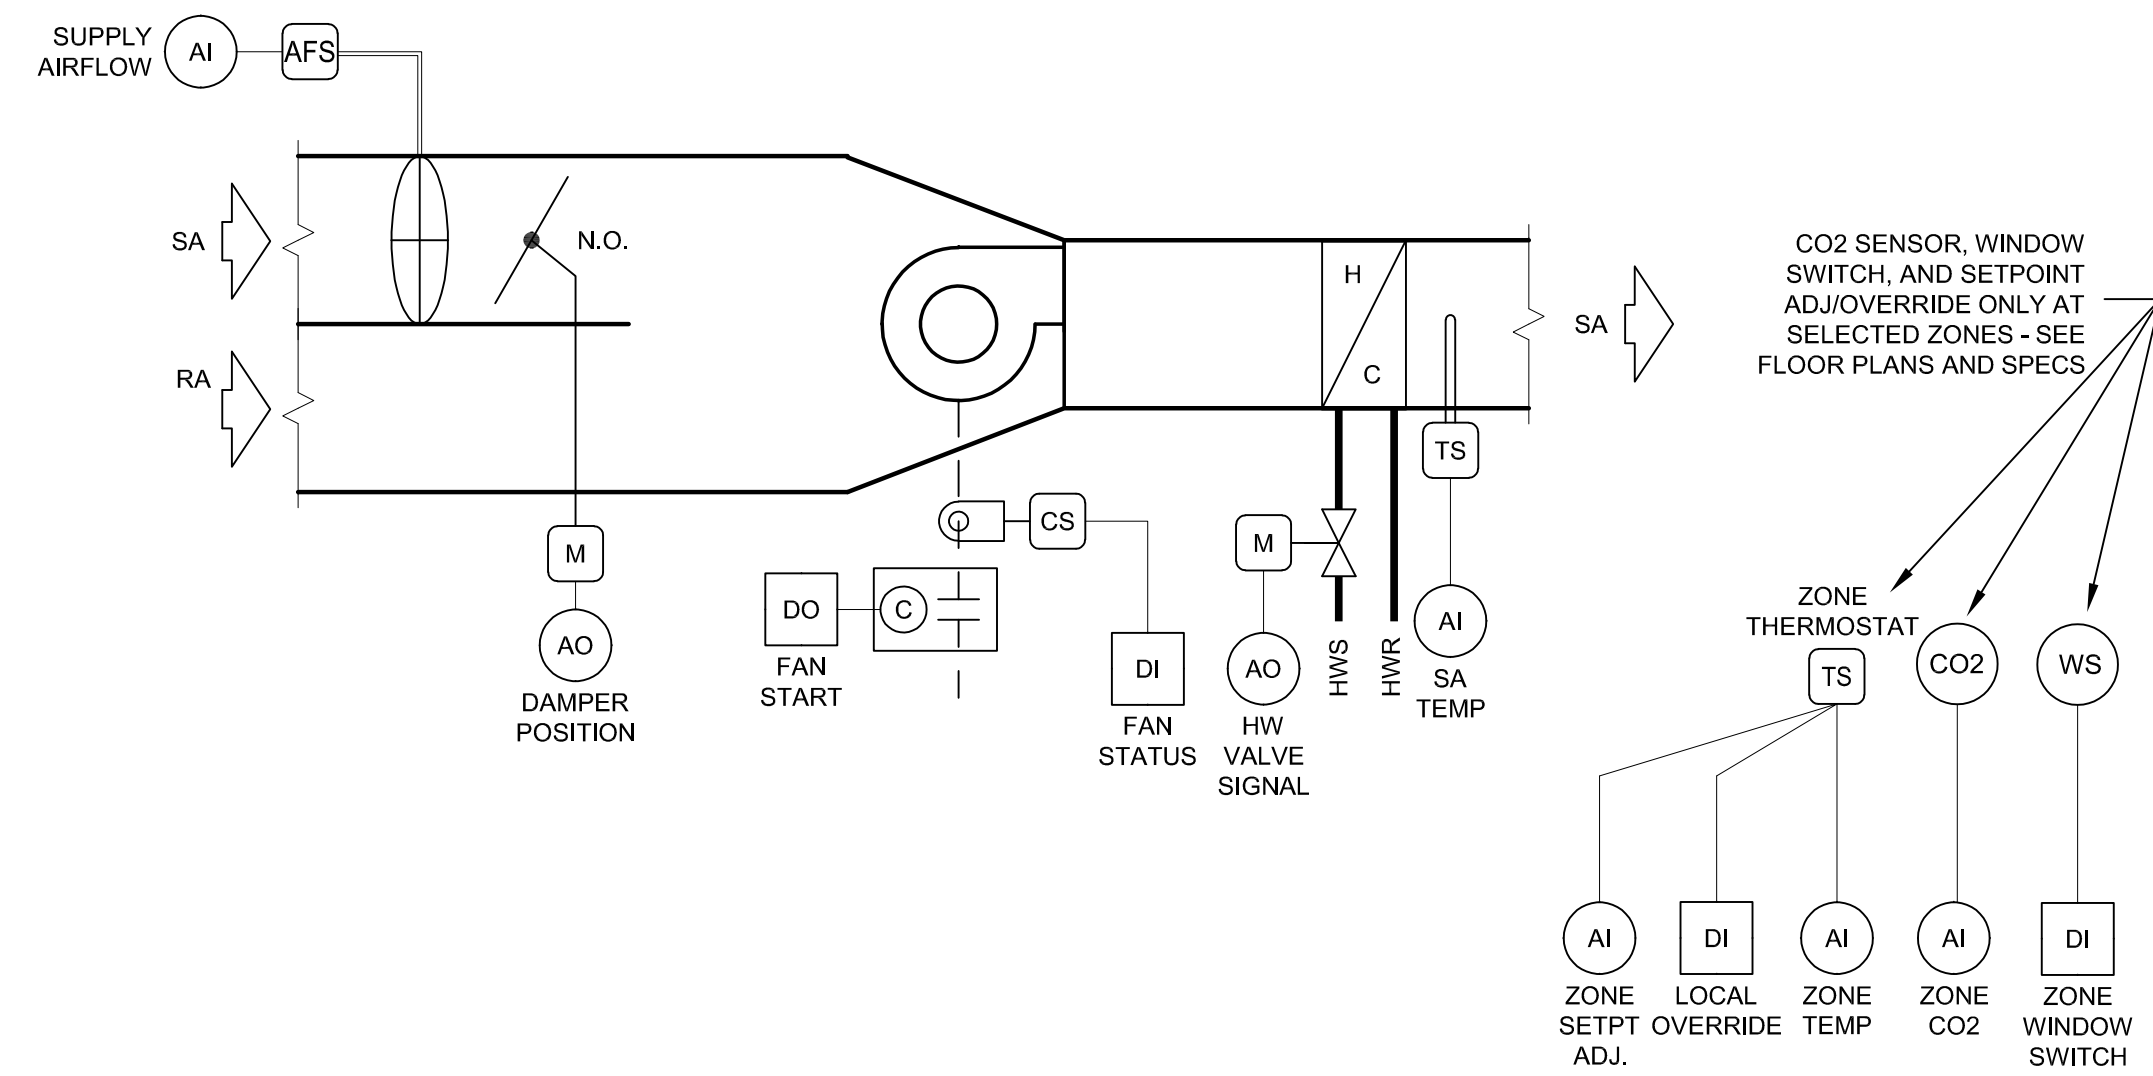 SUPPLY
AIRFLOW
AI
AFS
SA
N.O.
RA
H
C
SA
CO2 SENSOR, WINDOW
SWITCH, AND SETPOINT
ADJ/OVERRIDE ONLY AT
SELECTED ZONES - SEE
FLOOR PLANS AND SPECS
M
AO
DAMPER
POSITION
DO
FAN
START
C
CS
DI
FAN
STATUS
M
AO
HW
VALVE
SIGNAL
HWS
HWR
TS
AI
SA
TEMP
ZONE
THERMOSTAT
TS
CO2
WS
AI
ZONE
SETPT
ADJ.
DI
LOCAL
OVERRIDE
AI
ZONE
TEMP
AI
ZONE
CO2
DI
ZONE
WINDOW
SWITCH